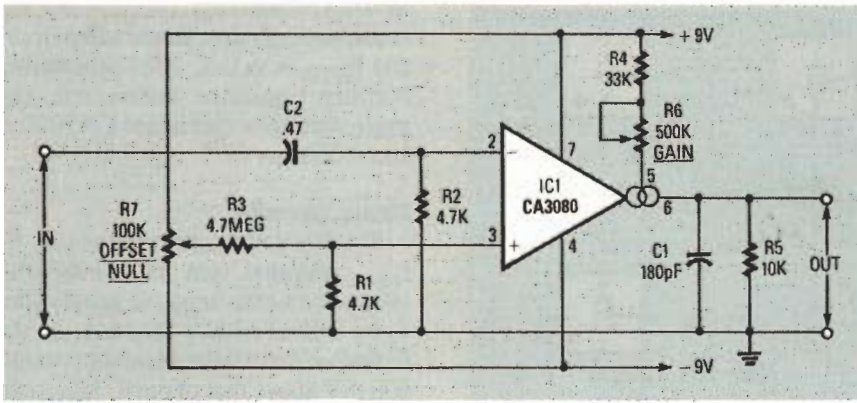 +9V
R4
33K
C2
.47
R6
500K
GAIN
2
−
7
5
IC1
CA3080
6
R7
100K
OFFSET
NULL
R3
4.7MEG
R2
4.7K
IN
3
+
4
C1
180pF
R5
10K
OUT
R1
4.7K
−9V